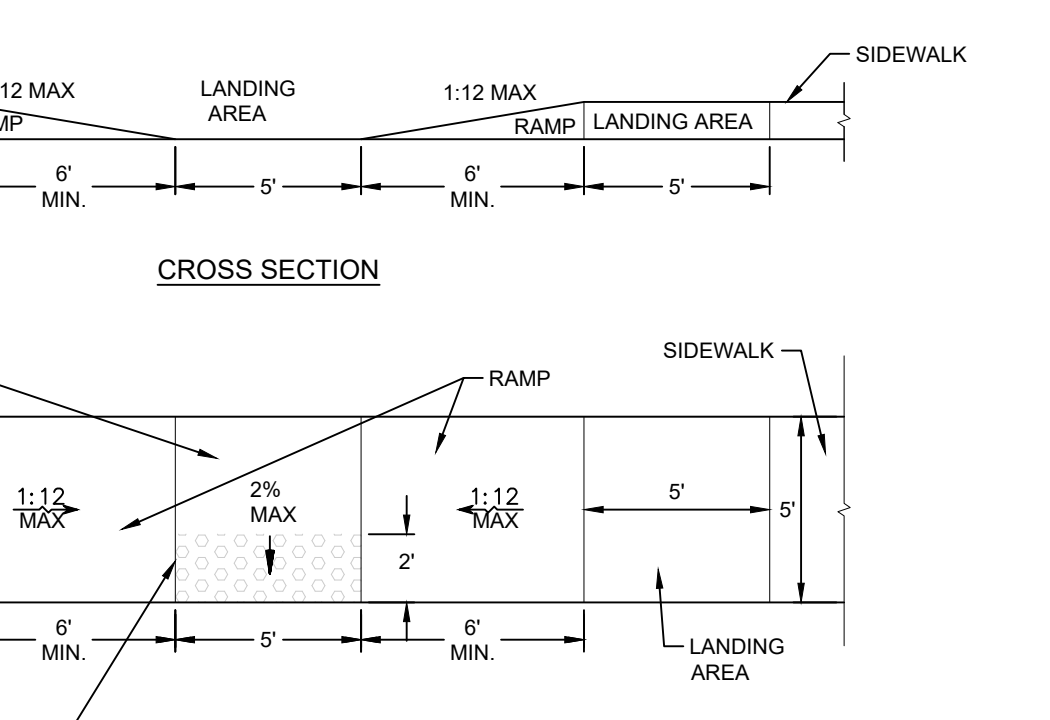 SIDEWALK
12 MAX
LANDING
AREA
1:12 MAX
MP
RAMP
LANDING AREA
6'
MIN.
5'
6'
MIN.
5'
CROSS SECTION
SIDEWALK
RAMP
1:12
MAX
2%
MAX
1:12
MAX
5'
5'
2'
6'
MIN.
5'
6'
MIN.
LANDING
AREA